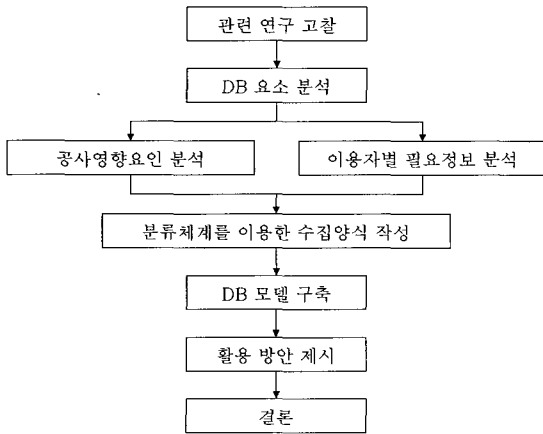 관련 연구 고찰
DB 요소 분석
공사영향요인 분석
이용자별 필요정보 분석
분류체계를 이용한 수집양식 작성
DB 모델 구축
활용 방안 제시
결론